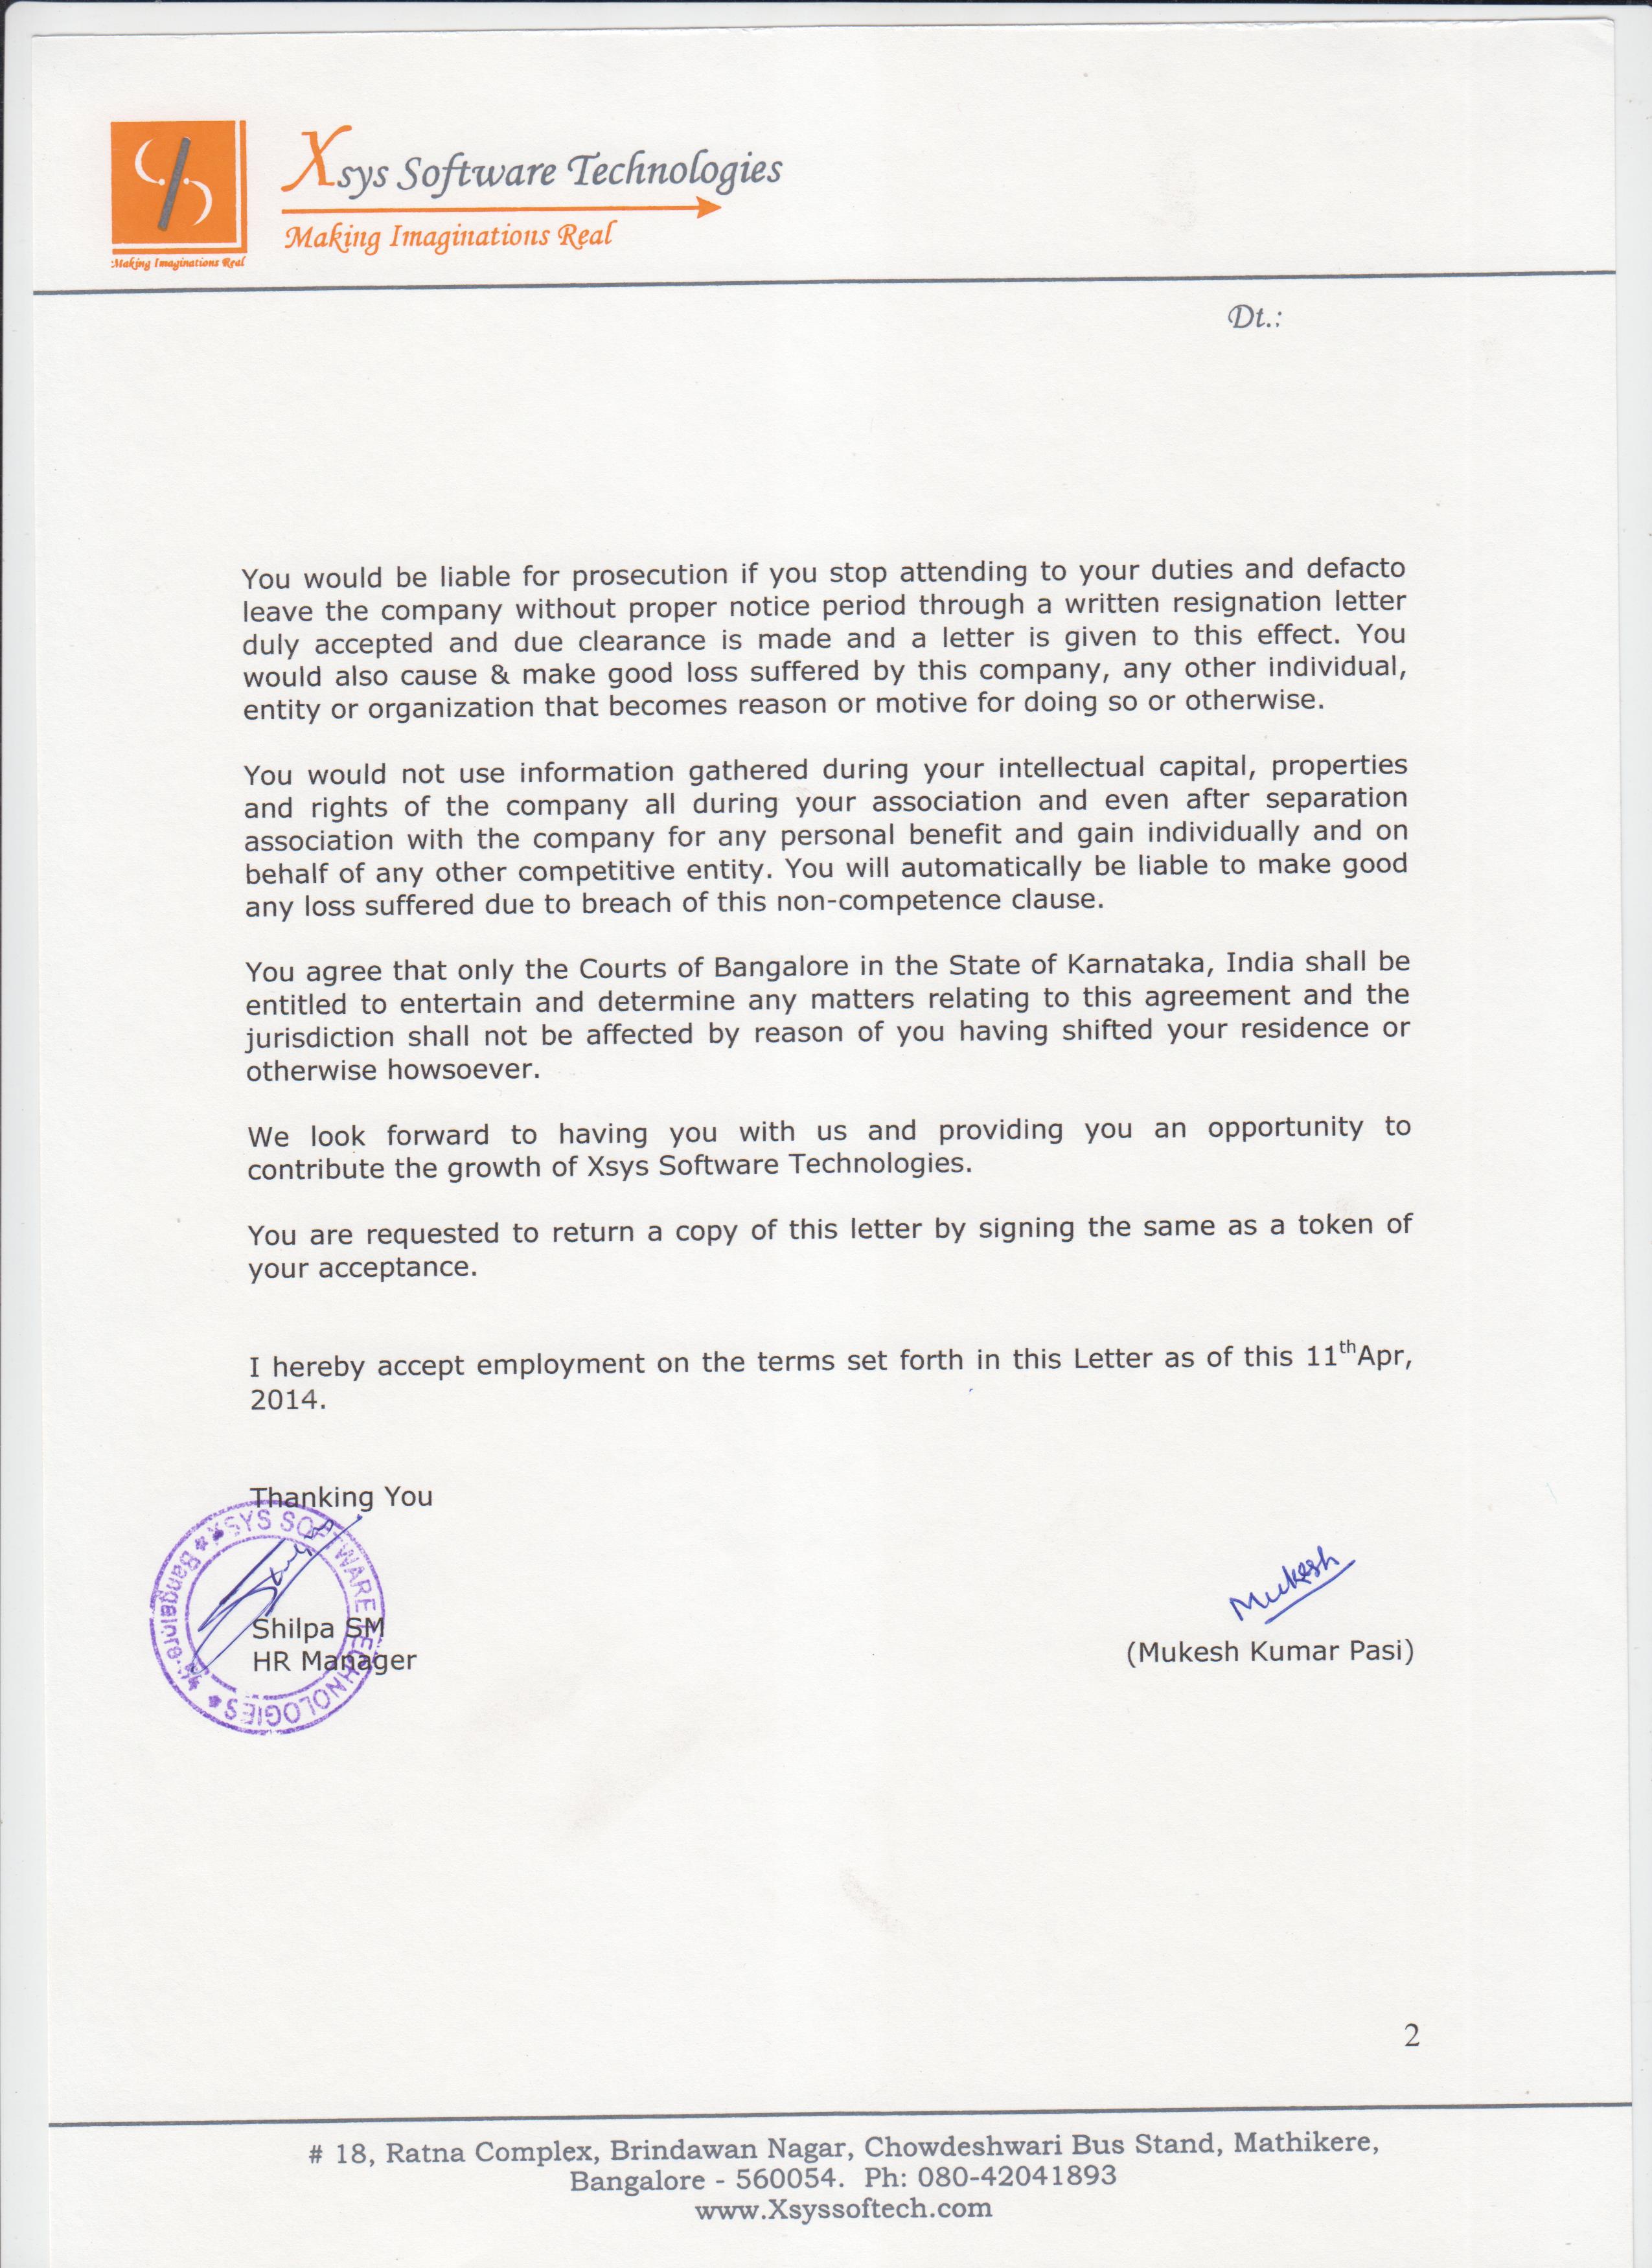 Xsys Software Technologies
Making Imaginations Real
Making Imaginations Real
Dt.:
You would be liable for prosecution if you stop attending to your duties and defacto
leave the company without proper notice period through a written resignation letter
duly accepted and due clearance is made and a letter is given to this effect. You
would also cause & make good loss suffered by this company, any other individual,
entity or organization that becomes reason or motive for doing so or otherwise.
You would not use information gathered during your intellectual capital, properties
and rights of the company all during your association and even after separation
association with the company for any personal benefit and gain individually and on
behalf of any other competitive entity. You will automatically be liable to make good
any loss suffered due to breach of this non-competence clause.
You agree that only the Courts of Bangalore in the State of Karnataka, India shall be
entitled to entertain and determine any matters relating to this agreement and the
jurisdiction shall not be affected by reason of you having shifted your residence or
otherwise howsoever.
We look forward to having you with us and providing you an opportunity to
contribute the growth of Xsys Software Technologies.
You are requested to return a copy of this letter by signing the same as a token of
your acceptance.
I hereby accept employment on the terms set forth in this Letter as of this 11thApr,
2014.
Thanking You
XSYS SOFTWARE TECHNOLOGIES
Mukesh
Shilpa SM
HR Manager
(Mukesh Kumar Pasi)
2
# 18, Ratna Complex, Brindawan Nagar, Chowdeshwari Bus Stand, Mathikere,
Bangalore - 560054. Ph: 080-42041893
www.Xsyssoftech.com